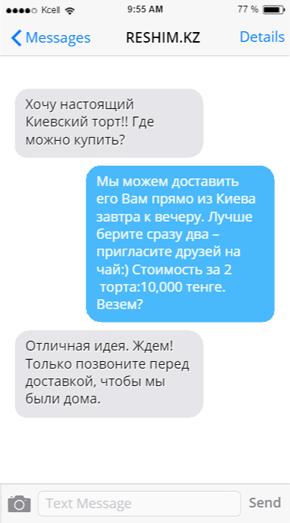 Kcell 9:55 AM 77 %
Messages RESHIM.KZ Details
Хочу настоящий
Киевский торт!! Где
можно купить?
Мы можем доставить
его Вам прямо из Киева
завтра к вечеру. Лучше
берите сразу два –
пригласите друзей на
чай:) Стоимость за 2
торта:10,000 тенге.
Везем?
Отличная идея. Ждем!
Только позвоните перед
доставкой, чтобы мы
были дома.
Text Message Send